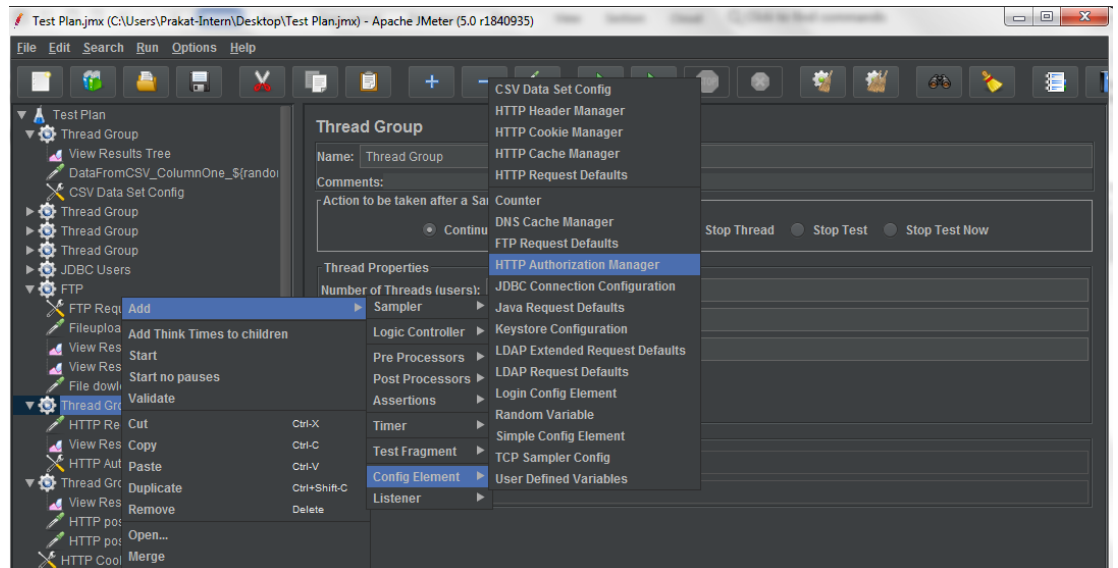 Test Plan.jmx (C:\Users\Prakat-Intern\Desktop\Test Plan.jmx) - Apache JMeter (5.0 r1840935)
File Edit Search Run Options Help
Test Plan
Thread Group
View Results Tree
DataFromCSV_ColumnOne_${rando
CSV Data Set Config
Thread Group
Thread Group
Thread Group
JDBC Users
FTP
FTP Requ
Fileuploa
View Res
View Res
File dowl
Thread Gro
HTTP Re
View Res
HTTP Aut
Thread Gro
View Res
HTTP pos
HTTP pos
HTTP Cool
Thread Group
Name: Thread Group
Comments:
Action to be taken after a Sa
Continu
Stop Thread
Stop Test
Stop Test Now
Thread Properties
Number of Threads (users):
Add
Add Think Times to children
Start
Start no pauses
Validate
Cut Ctrl-X
Copy Ctrl-C
Paste Ctrl-V
Duplicate Ctrl+Shift-C
Remove Delete
Open...
Merge
Sampler
Logic Controller
Pre Processors
Post Processors
Assertions
Timer
Test Fragment
Config Element
Listener
CSV Data Set Config
HTTP Header Manager
HTTP Cookie Manager
HTTP Cache Manager
HTTP Request Defaults
Counter
DNS Cache Manager
FTP Request Defaults
HTTP Authorization Manager
JDBC Connection Configuration
Java Request Defaults
Keystore Configuration
LDAP Extended Request Defaults
LDAP Request Defaults
Login Config Element
Random Variable
Simple Config Element
TCP Sampler Config
User Defined Variables